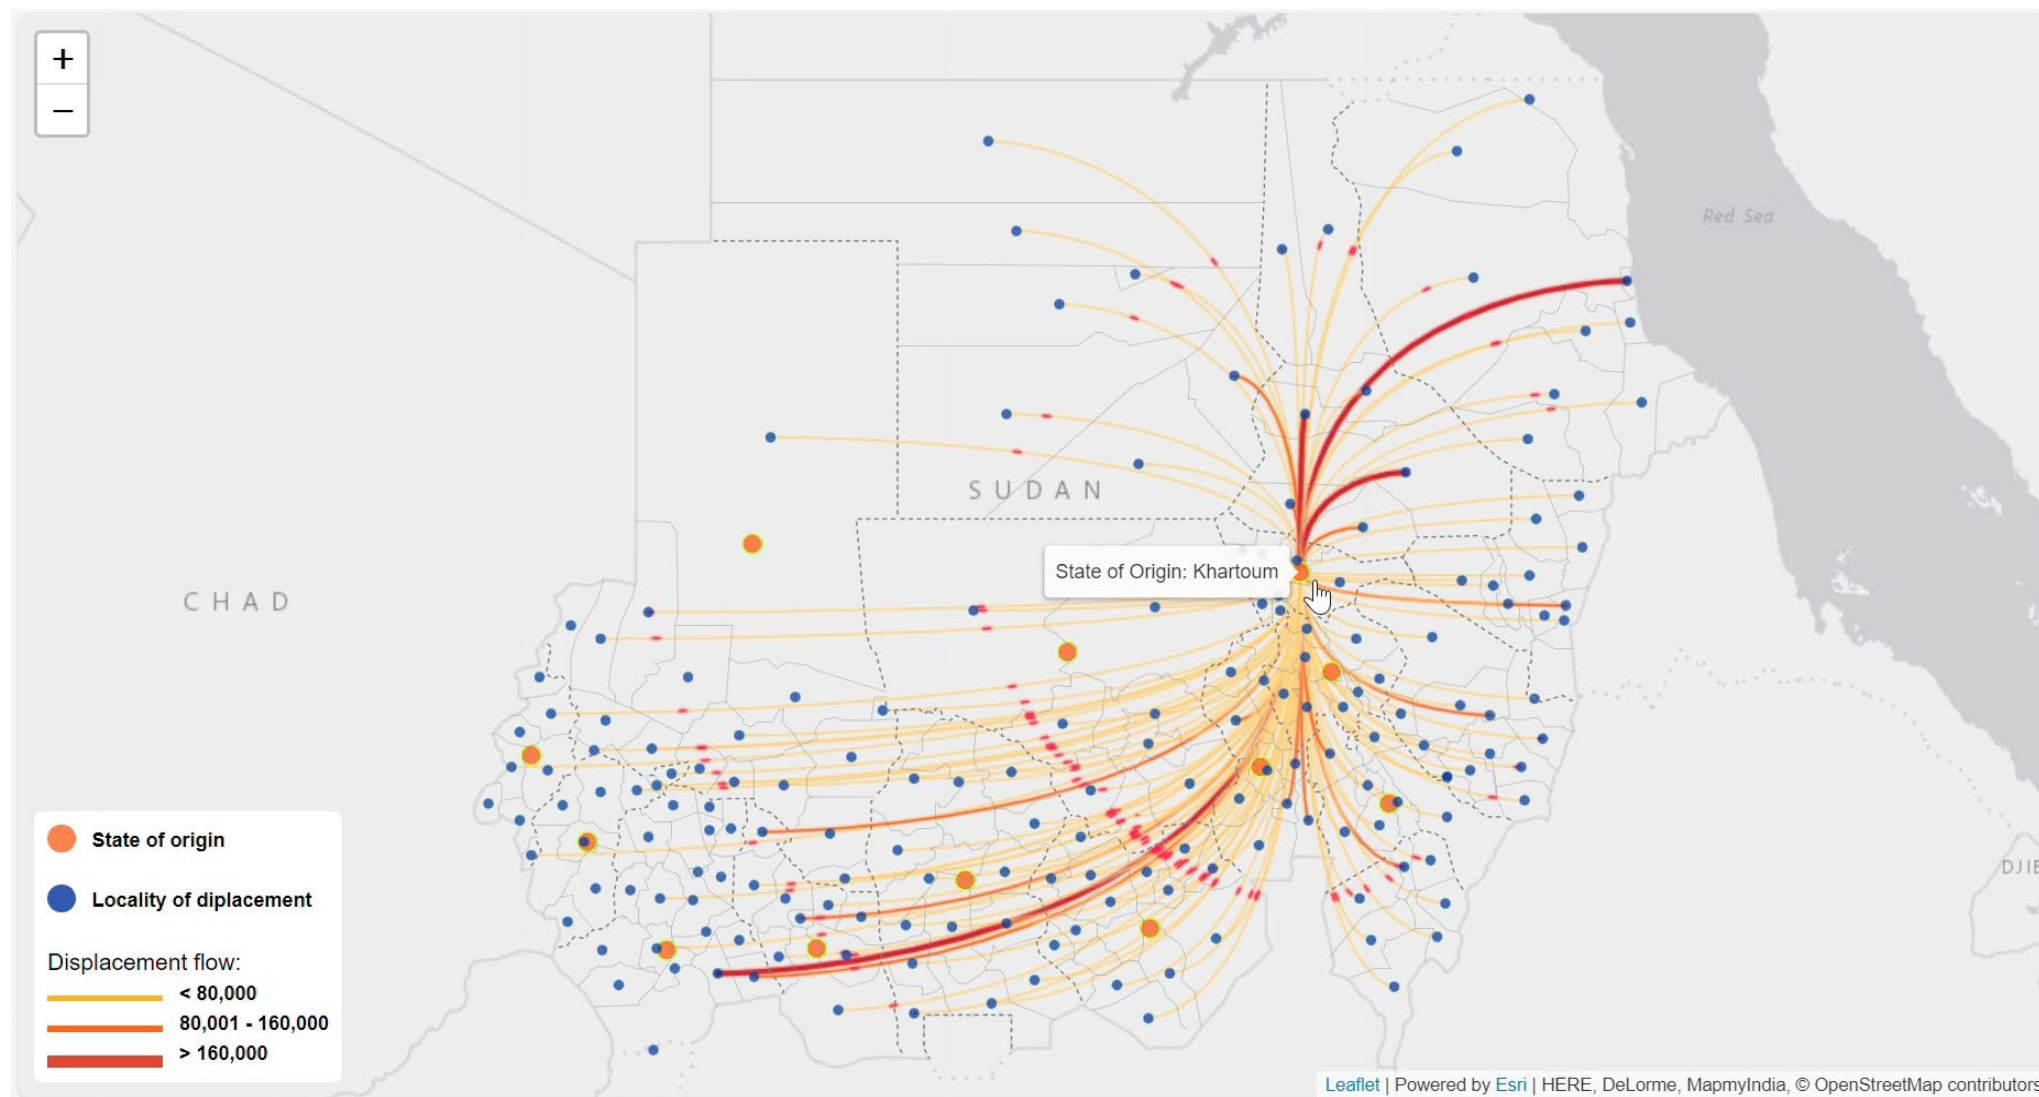 +
−
Red Sea
SUDAN
State of Origin: Khartoum
CHAD
State of origin
Locality of diplacement
Displacement flow:
< 80,000
80,001 - 160,000
> 160,000
DJIB
Leaflet | Powered by Esri | HERE, DeLorme, MapmyIndia, © OpenStreetMap contributors